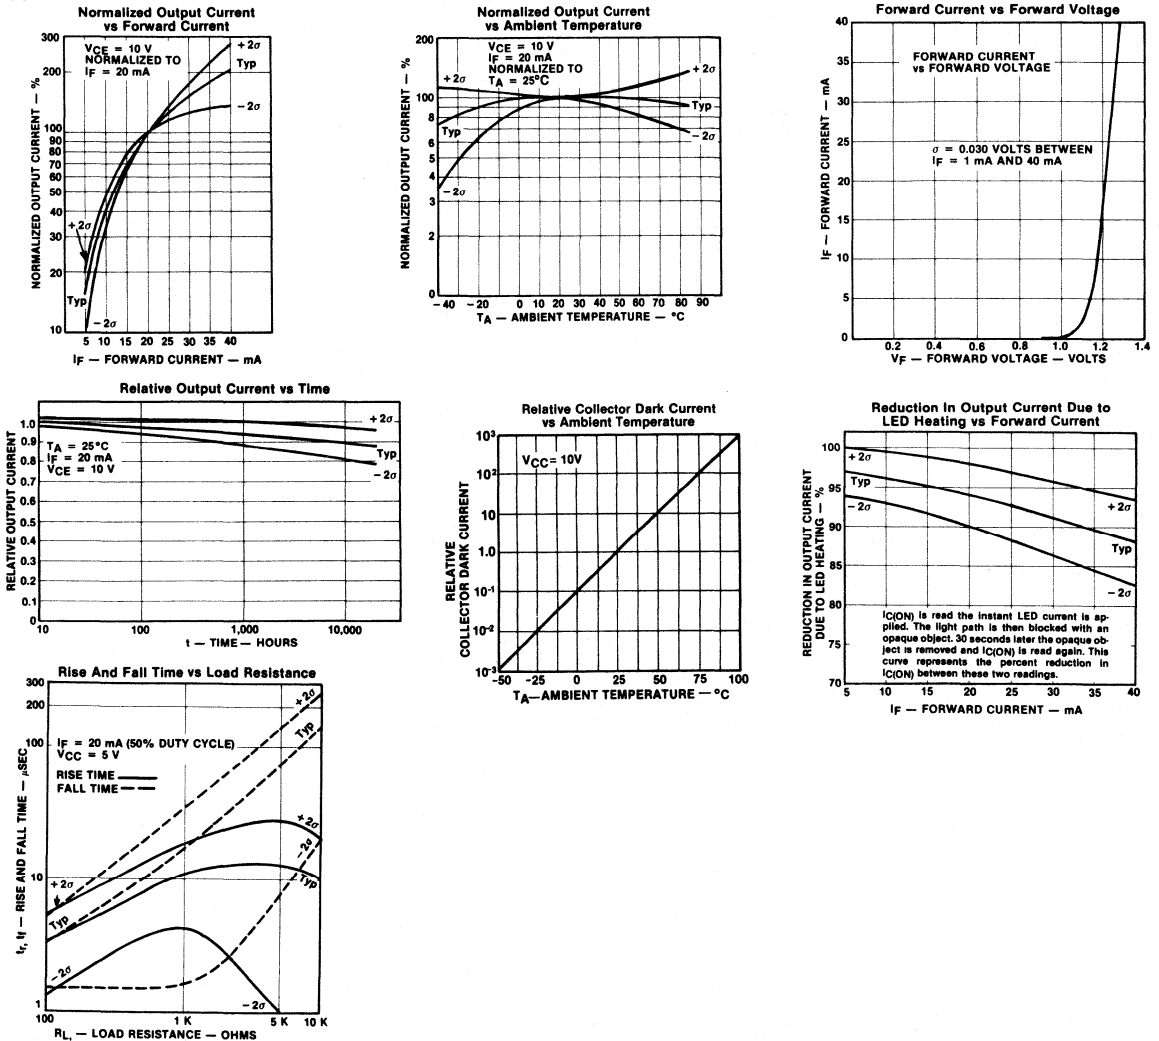 Normalized Output Current
vs Forward Current
300
200
100
90
80
70
60
50
40
30
20
10
NORMALIZED OUTPUT CURRENT — %
VCE = 10 V
NORMALIZED TO
IF = 20 mA
+2σ
Typ
−2σ
+2σ
Typ
−2σ
5 10 15 20 25 30 35 40
IF — FORWARD CURRENT — mA
Normalized Output Current
vs Ambient Temperature
200
100
8
6
5
4
3
2
0
NORMALIZED OUTPUT CURRENT — %
VCE = 10 V
IF = 20 mA
NORMALIZED TO
TA = 25°C
+2σ
Typ
−2σ
+2σ
Typ
−2σ
−40 −20 0 10 20 30 40 50 60 70 80 90
TA — AMBIENT TEMPERATURE — °C
Forward Current vs Forward Voltage
40
35
30
25
20
15
10
5
0
IF — FORWARD CURRENT — mA
FORWARD CURRENT
vs FORWARD VOLTAGE
σ = 0.030 VOLTS BETWEEN
IF = 1 mA AND 40 mA
0.2 0.4 0.6 0.8 1.0 1.2 1.4
VF — FORWARD VOLTAGE — VOLTS
Relative Output Current vs Time
1.0
0.9
0.8
0.7
0.6
0.5
0.4
0.3
0.2
0.1
0
RELATIVE OUTPUT CURRENT
TA = 25°C
IF = 20 mA
VCE = 10 V
+2σ
Typ
−2σ
10 100 1,000 10,000
t — TIME — HOURS
Relative Collector Dark Current
vs Ambient Temperature
10³
10²
10
1.0
10⁻¹
10⁻²
10⁻³
RELATIVE
COLLECTOR DARK CURRENT
VCC = 10V
−50 −25 0 25 50 75 100
TA—AMBIENT TEMPERATURE — °C
Reduction In Output Current Due to
LED Heating vs Forward Current
100
95
90
85
80
75
70
REDUCTION IN OUTPUT CURRENT
DUE TO LED HEATING — %
+2σ
Typ
−2σ
+2σ
Typ
−2σ
IC(ON) is read the instant LED current is ap-
plied. The light path is then blocked with an
opaque object. 30 seconds later the opaque ob-
ject is removed and IC(ON) is read again. This
curve represents the percent reduction in
IC(ON) between these two readings.
5 10 15 20 25 30 35 40
IF — FORWARD CURRENT — mA
Rise And Fall Time vs Load Resistance
300
200
100
10
1
tr, tf — RISE AND FALL TIME — μSEC
IF = 20 mA (50% DUTY CYCLE)
VCC = 5 V
RISE TIME
FALL TIME
+2σ
Typ
+2σ
−2σ
Typ
+2σ
Typ
−2σ
−2σ
100 1 K 5 K 10 K
RL, — LOAD RESISTANCE — OHMS